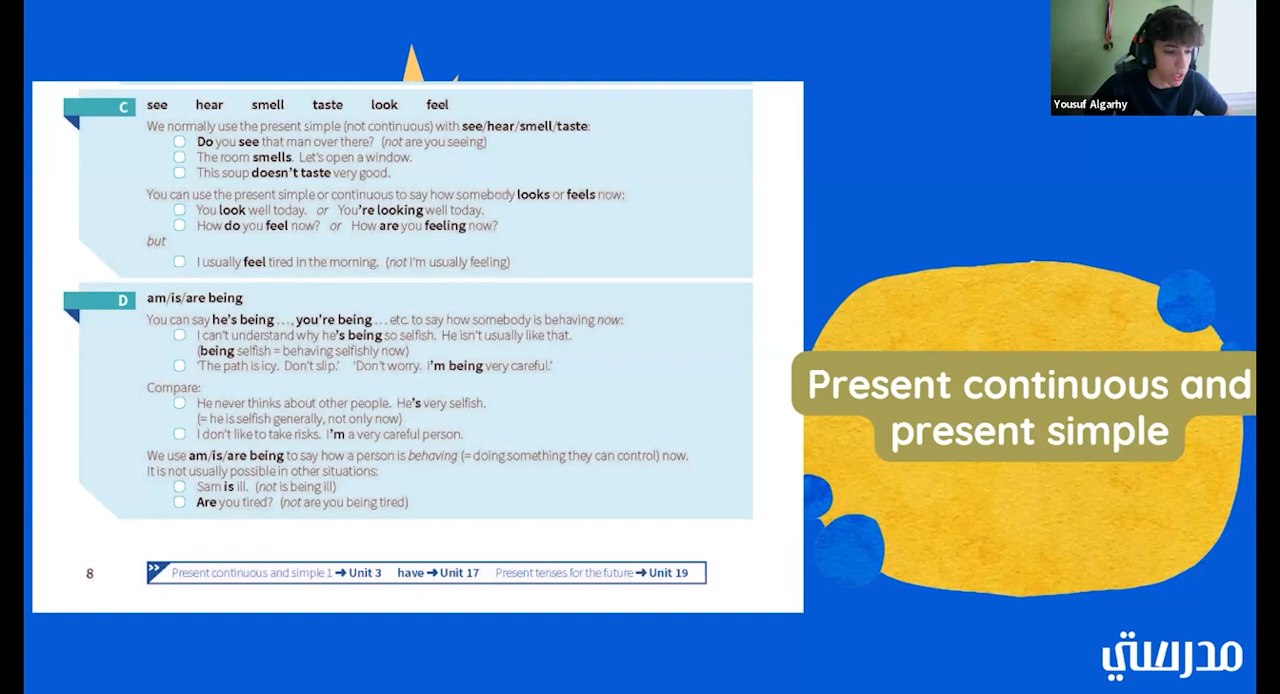 C see hear smell taste look feel
We normally use the present simple (not continuous) with see/hear/smell/taste:
Do you see that man over there? (not are you seeing)
The room smells. Let's open a window.
This soup doesn't taste very good.
You can use the present simple or continuous to say how somebody looks or feels now:
You look well today. or You're looking well today.
How do you feel now? or How are you feeling now?
but
I usually feel tired in the morning. (not I'm usually feeling)
D am/is/are being
You can say he's being ..., you're being ... etc. to say how somebody is behaving now:
I can't understand why he's being so selfish. He isn't usually like that.
(being selfish = behaving selfishly now)
'The path is icy. Don't slip.' 'Don't worry. I'm being very careful.'
Compare:
He never thinks about other people. He's very selfish.
(= he is selfish generally, not only now)
I don't like to take risks. I'm a very careful person.
We use am/is/are being to say how a person is behaving (= doing something they can control) now.
It is not usually possible in other situations:
Sam is ill. (not is being ill)
Are you tired? (not are you being tired)
8 Present continuous and simple 1 → Unit 3 have → Unit 17 Present tenses for the future → Unit 19
Yousuf Algarhy
Present continuous and
present simple
مدرستي